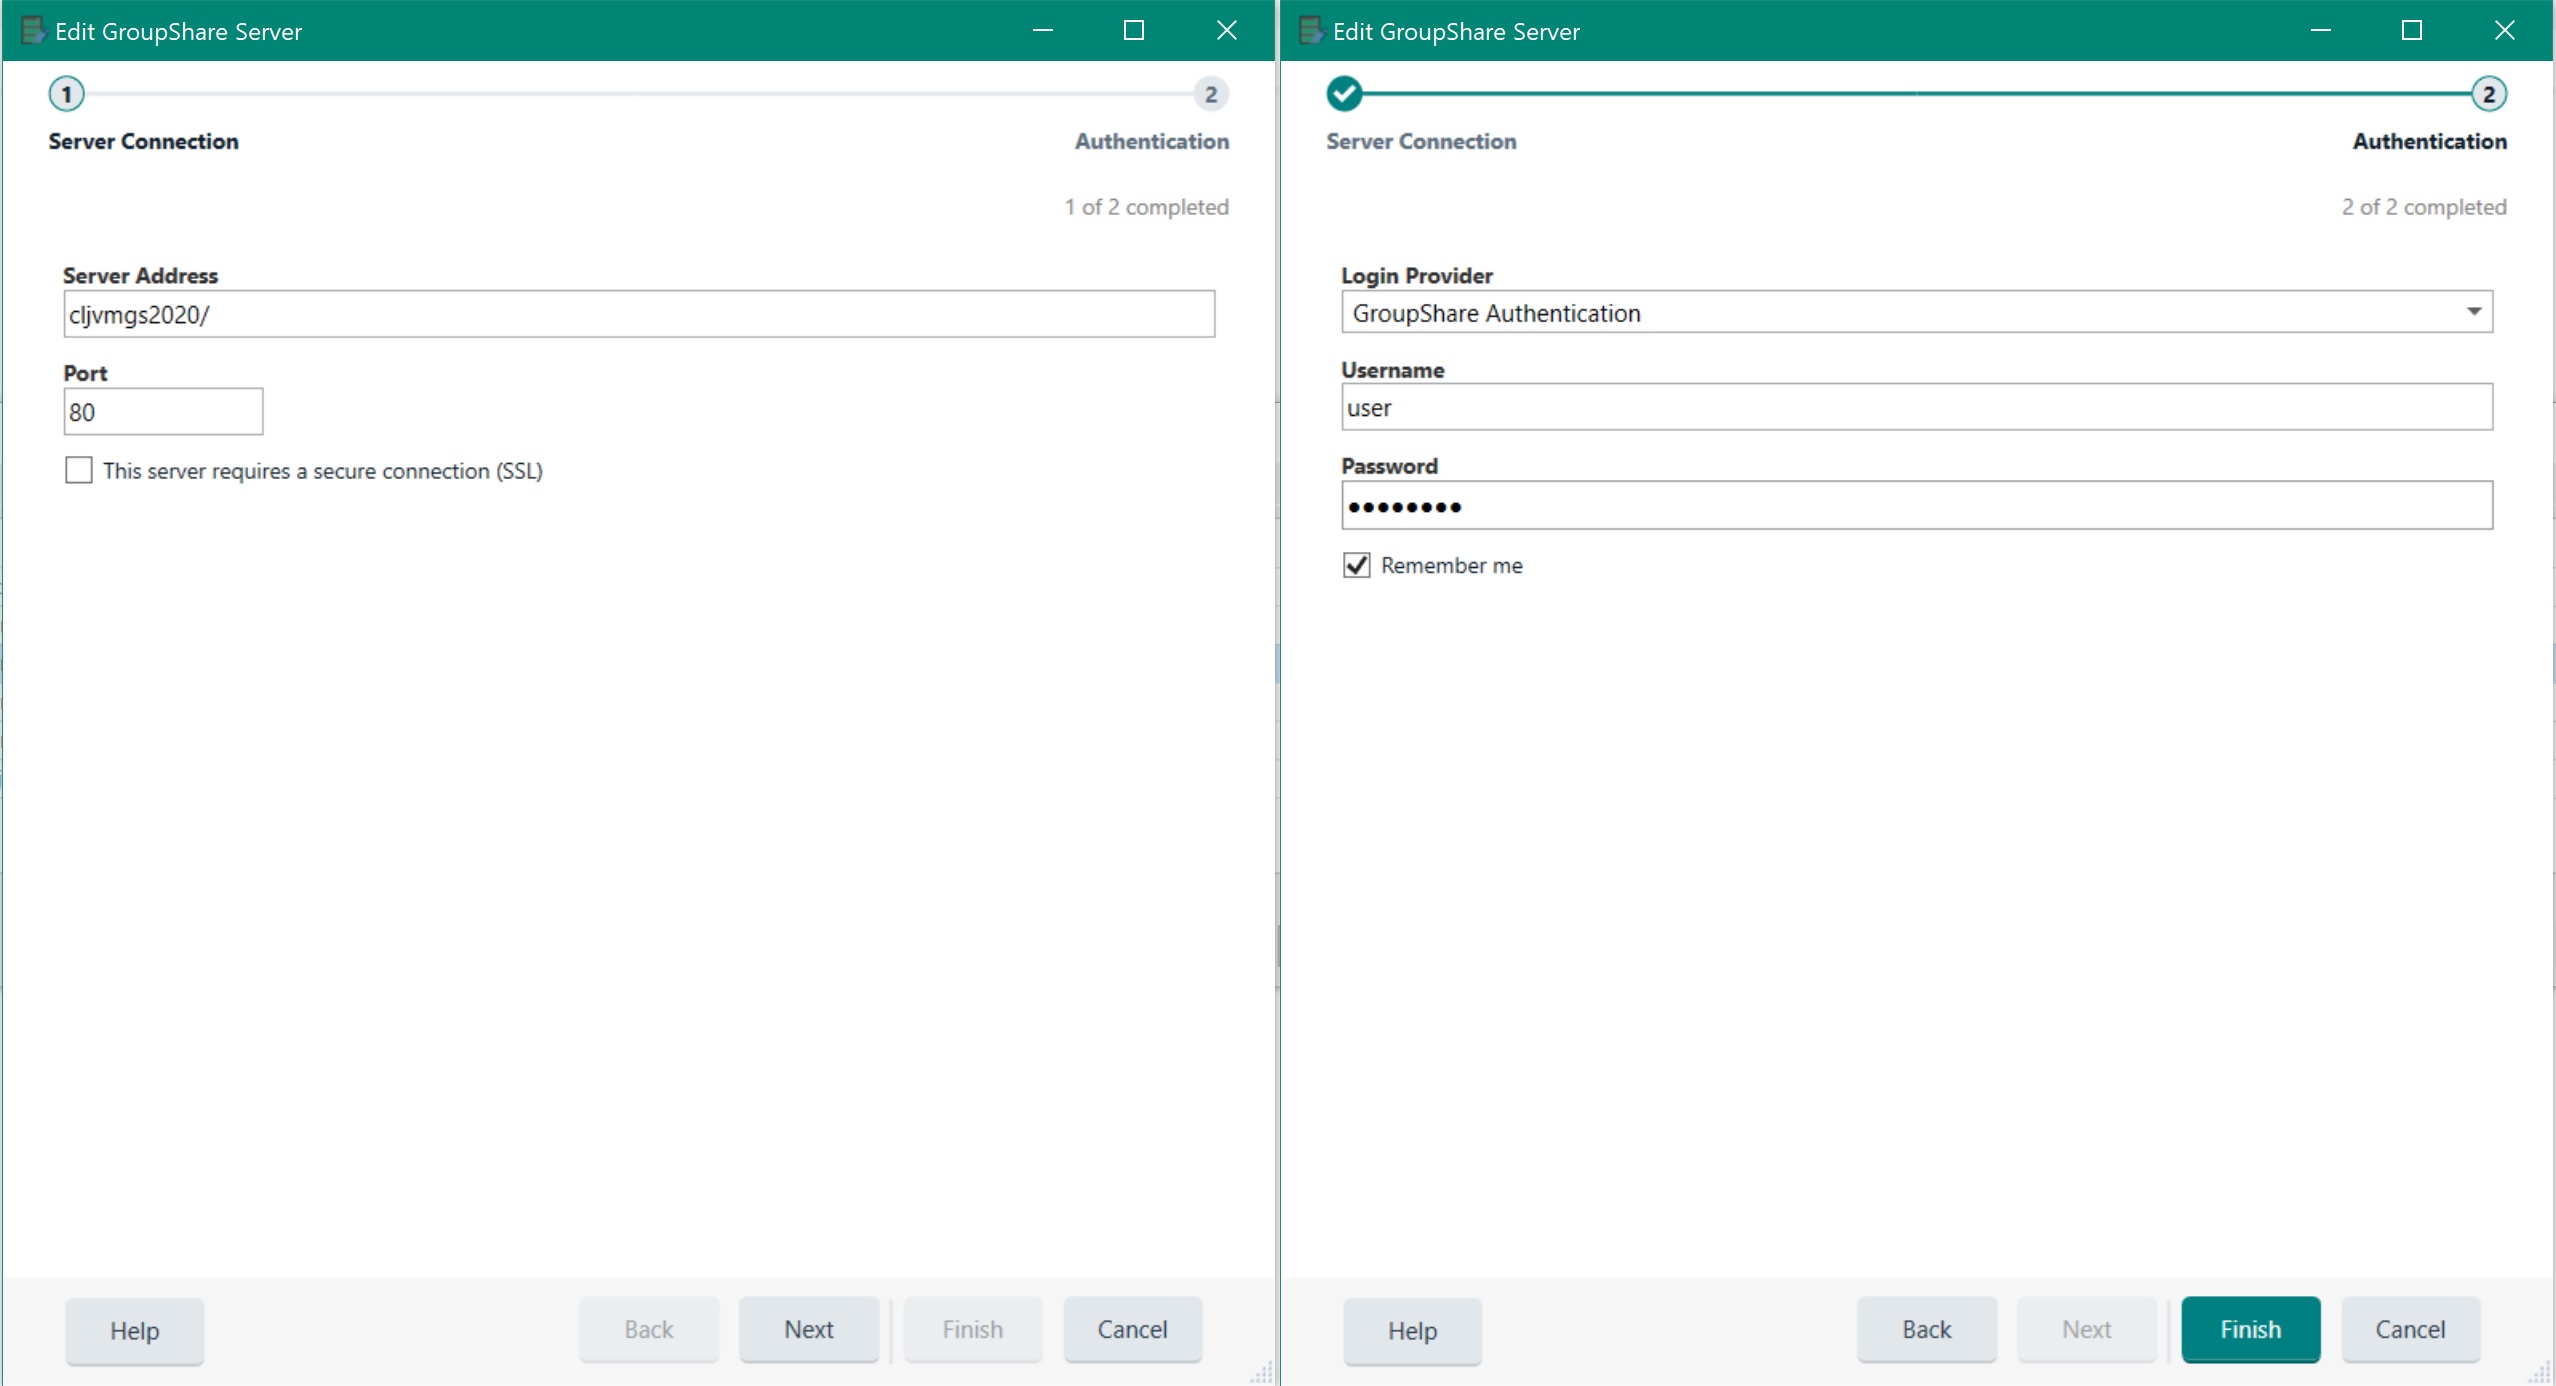 Edit GroupShare Server
1 2
Server Connection Authentication
1 of 2 completed
Server Address
cljvmgs2020/
Port
80
This server requires a secure connection (SSL)
Help Back Next Finish Cancel
Edit GroupShare Server
2
Server Connection Authentication
2 of 2 completed
Login Provider
GroupShare Authentication
Username
user
Password
••••••••
Remember me
Help Back Next Finish Cancel